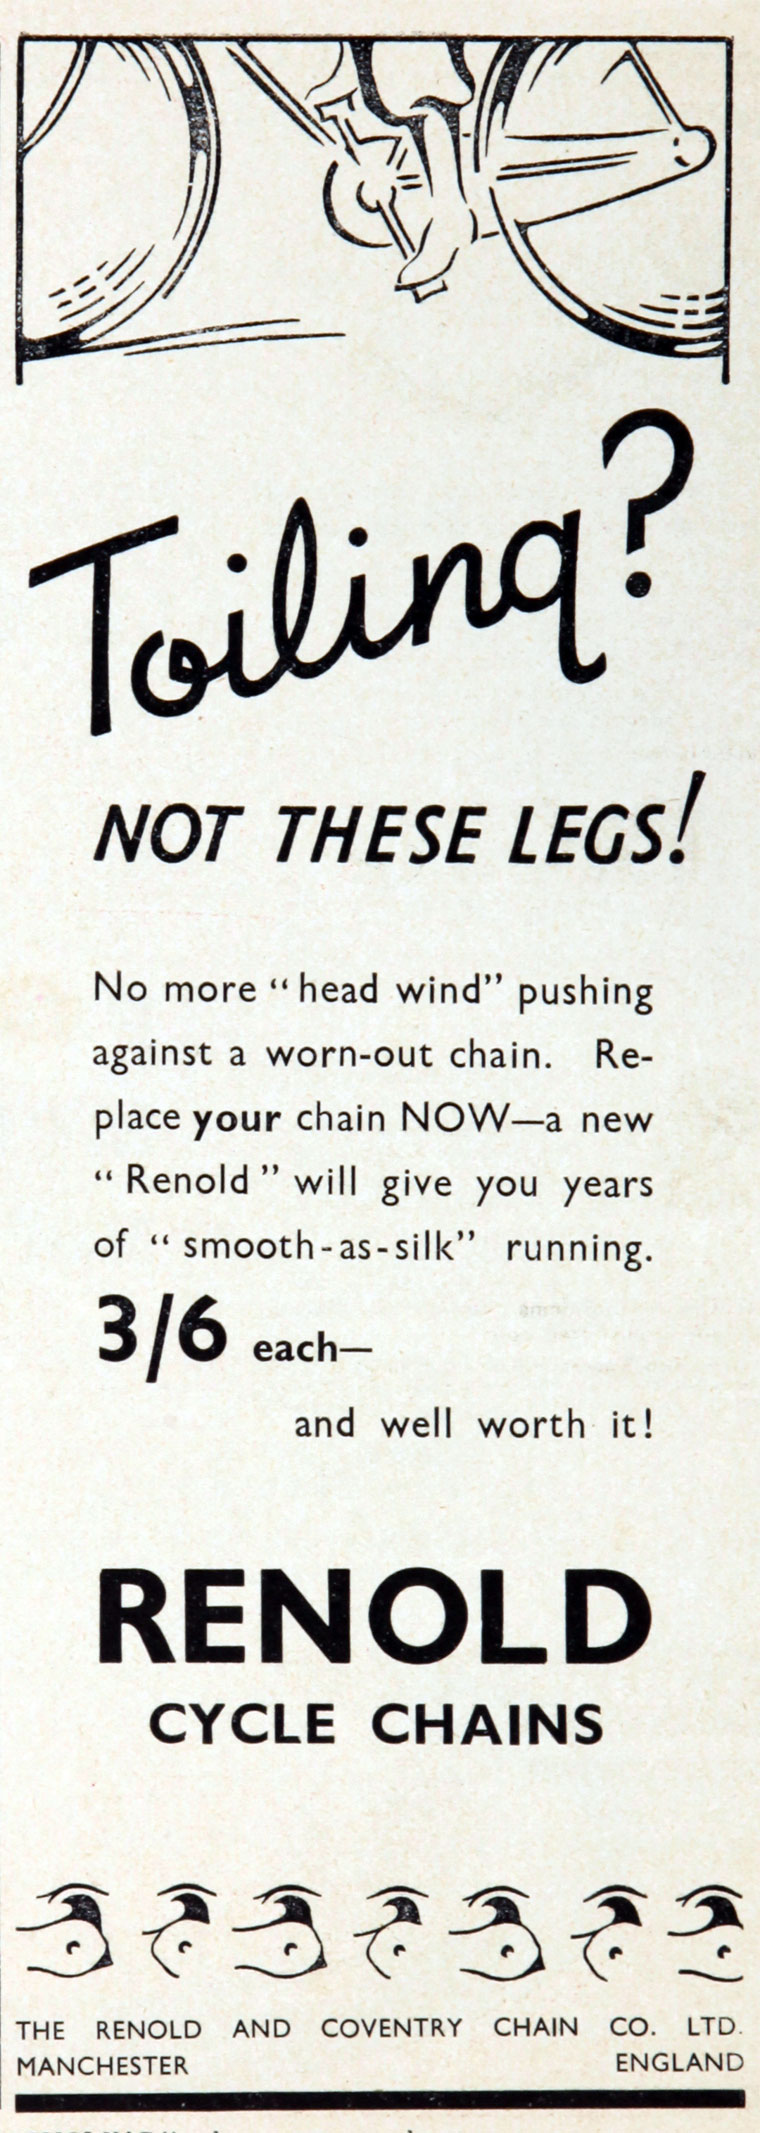 Toiling?
NOT THESE LEGS!
No more “head wind” pushing
against a worn-out chain. Re-
place your chain NOW—a new
“Renold” will give you years
of “smooth-as-silk” running.
3/6 each—
and well worth it!
RENOLD
CYCLE CHAINS
THE RENOLD AND COVENTRY CHAIN CO. LTD.
MANCHESTER ENGLAND